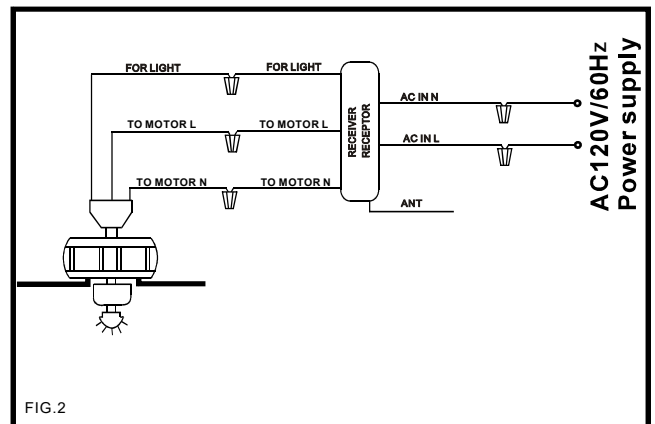 FOR LIGHT
FOR LIGHT
TO MOTOR L
TO MOTOR L
TO MOTOR N
TO MOTOR N
RECEIVER
RECEPTOR
AC IN N
AC IN L
ANT
AC120V/60Hz
Power supply
FIG.2